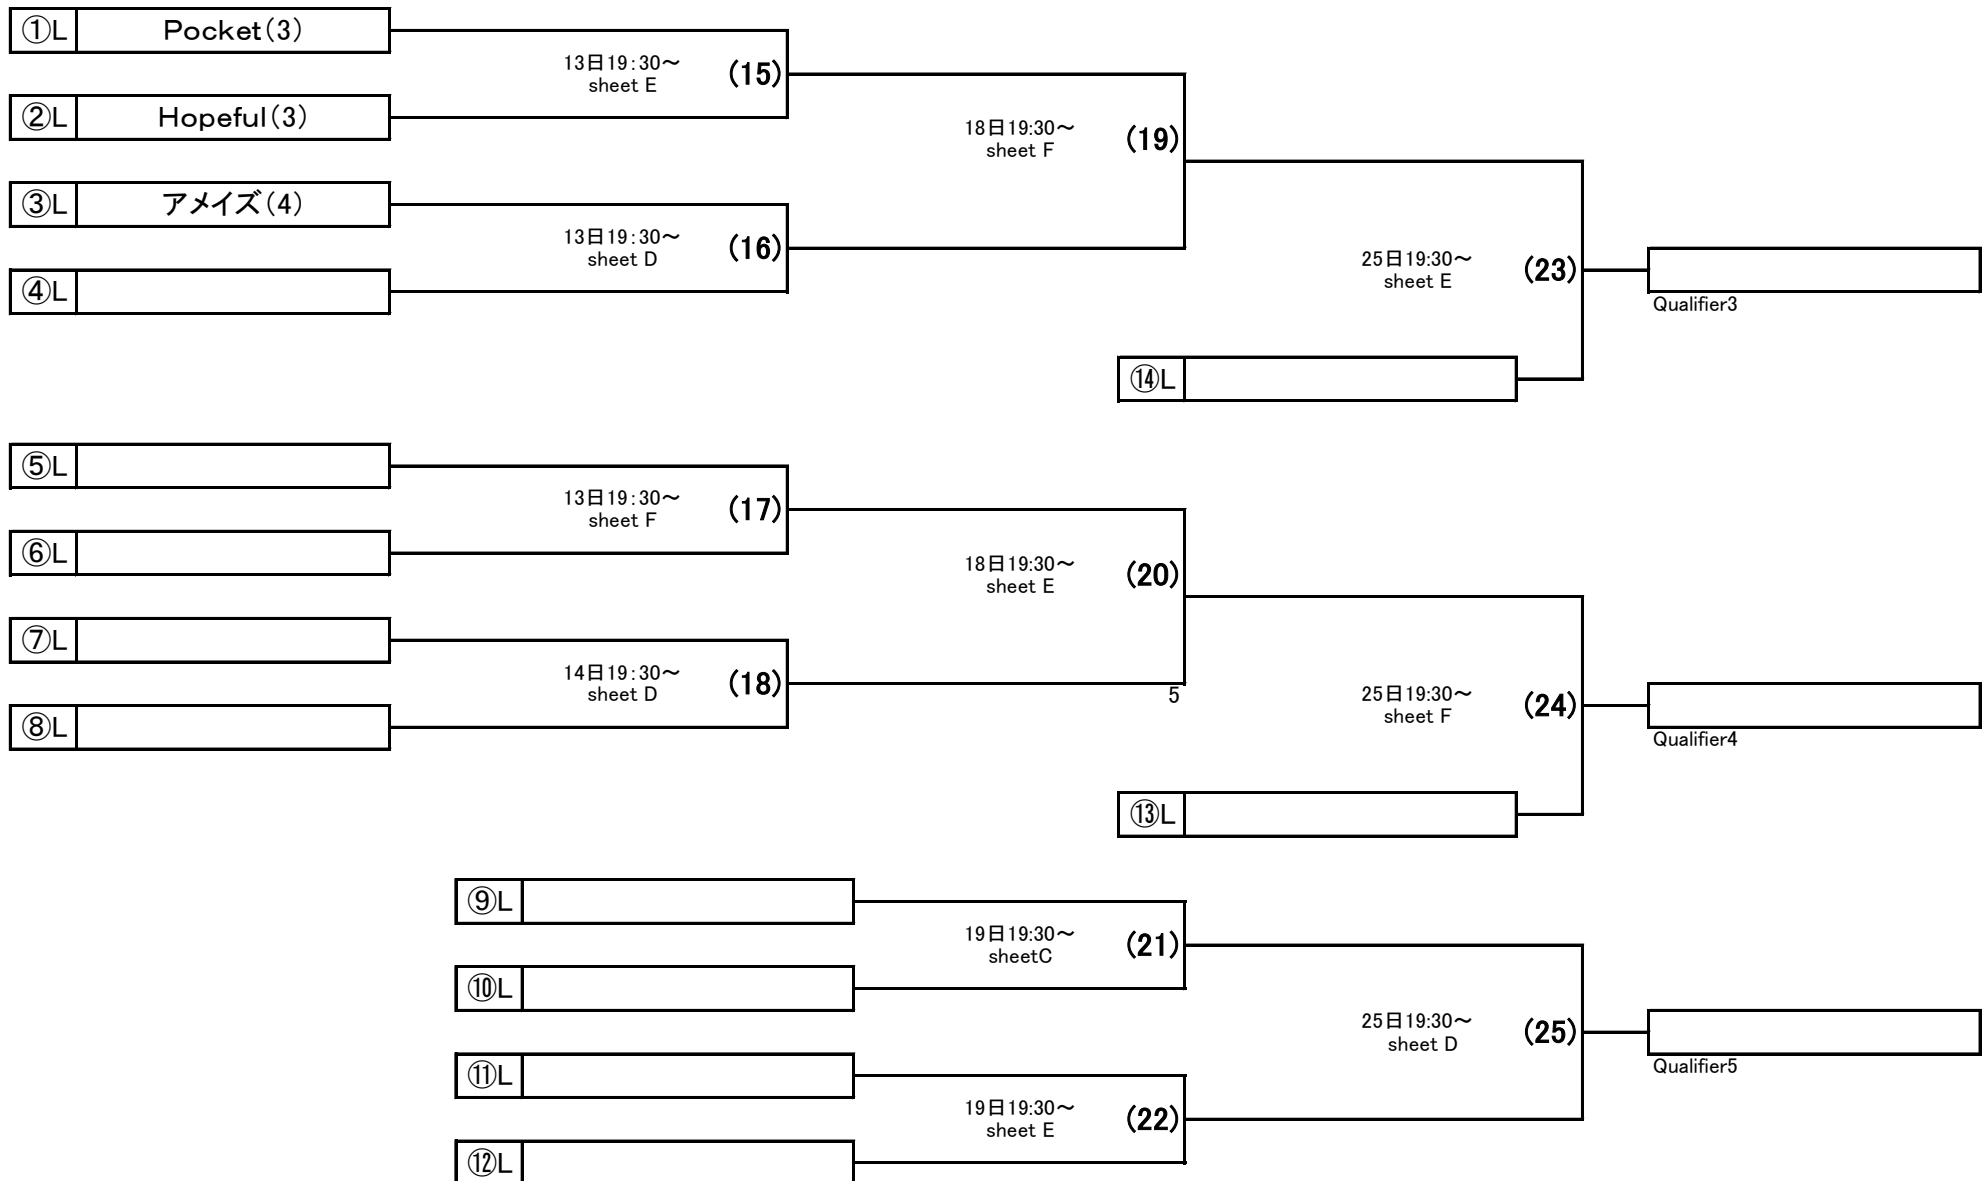 ①L Pocket(3)
13日19:30～
sheet E
(15)
②L Hopeful(3)
18日19:30～
sheet F
(19)
③L アメイズ(4)
13日19:30～
sheet D
(16)
④L
25日19:30～
sheet E
(23)
Qualifier3
⑭L
⑤L
13日19:30～
sheet F
(17)
⑥L
18日19:30～
sheet E
(20)
⑦L
14日19:30～
sheet D
(18)
5
⑧L
25日19:30～
sheet F
(24)
Qualifier4
⑬L
⑨L
19日19:30～
sheetC
(21)
⑩L
25日19:30～
sheet D
(25)
Qualifier5
⑪L
19日19:30～
sheet E
(22)
⑫L